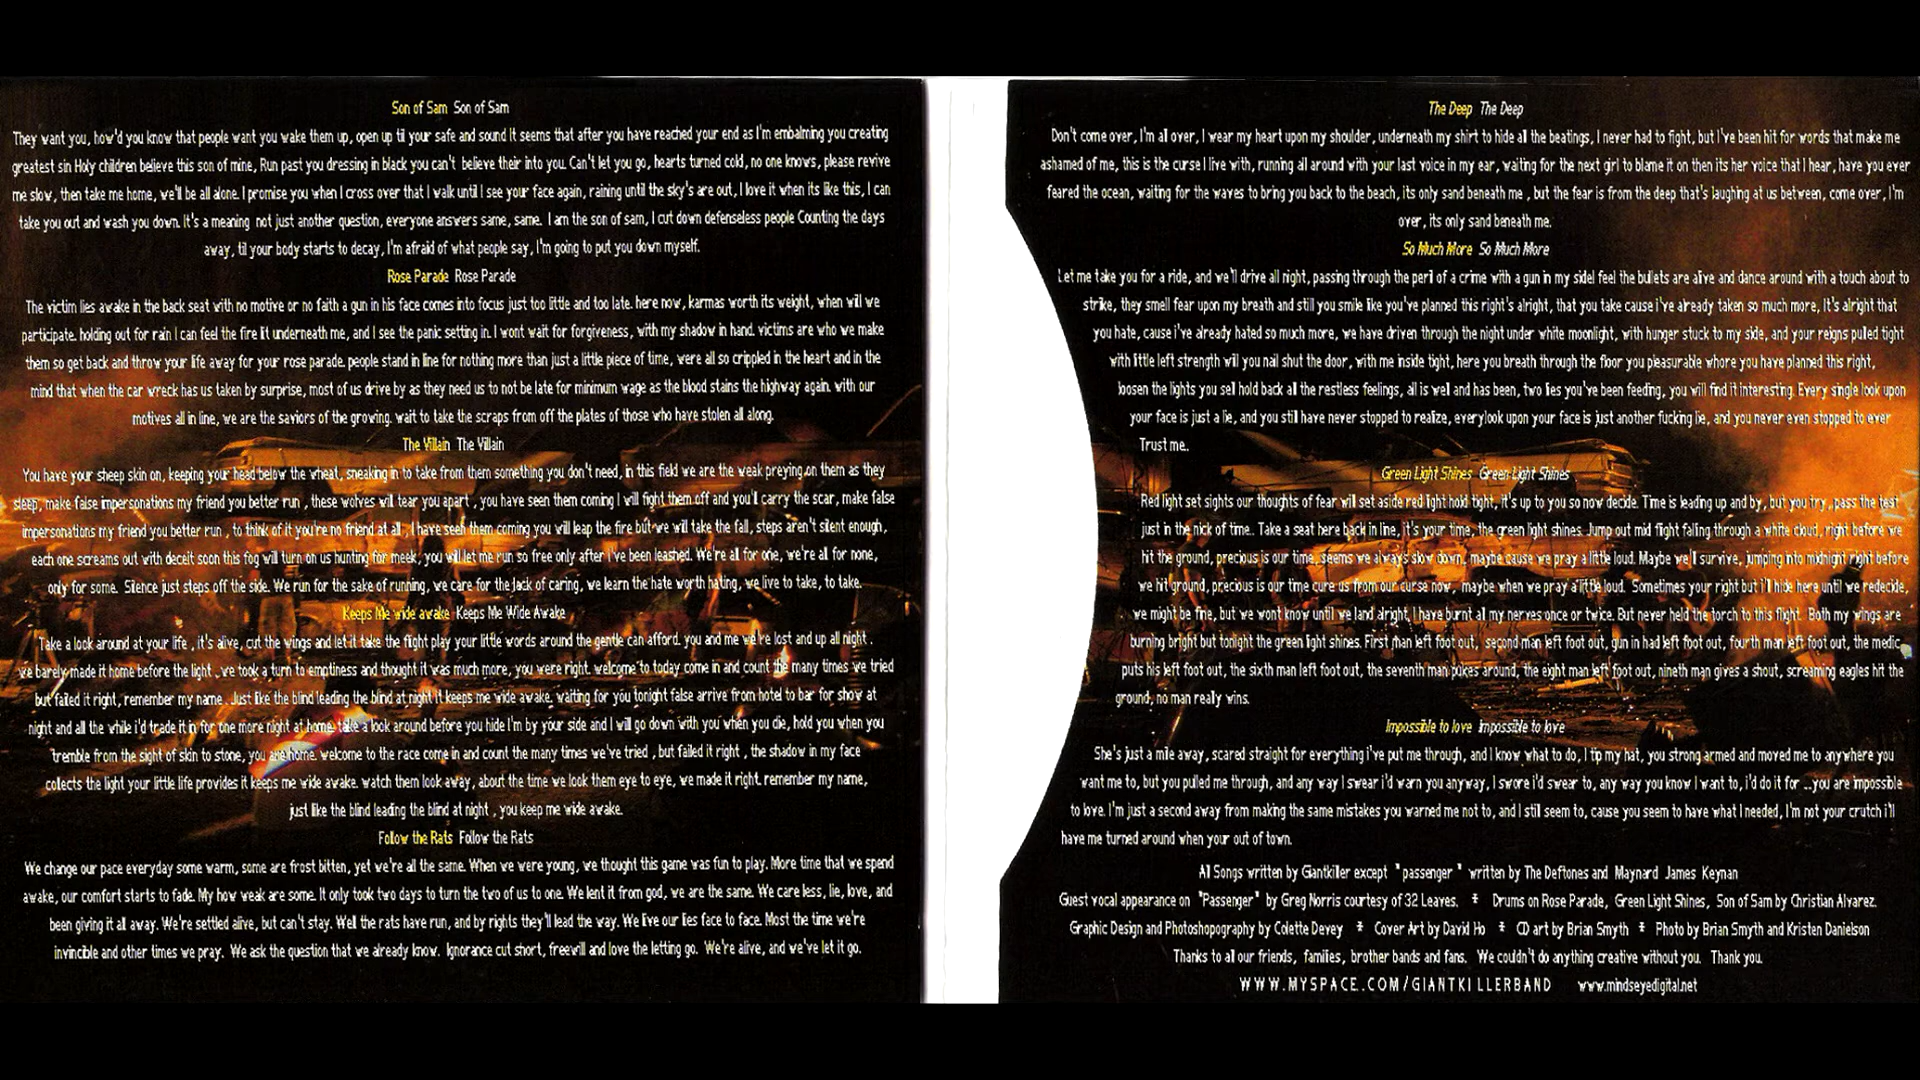 Son of Sam Son of Sam
They want you, how'd you know that people want you wake them up, open up til your safe and sound It seems that after you have reached your end as I'm embalming you creating
greatest sin Holy children believe this son of mine, Run past you dressing in black you can't believe their into you. Can't let you go, hearts turned cold, no one knows, please revive
me slow, then take me home, we'll be all alone. I promise you when I cross over that I walk until I see your face again, raining until the sky's are out, I love it when its like this, I can
take you out and wash you down. It's a meaning not just another question, everyone answers same, same. I am the son of sam, I cut down defenseless people Counting the days
away, til your body starts to decay, I'm afraid of what people say, I'm going to put you down myself.
Rose Parade Rose Parade
The victim lies awake in the back seat with no motive or no faith a gun in his face comes into focus just too little and too late. here now, karmas worth its weight, when will we
participate. holding out for rain I can feel the fire lit underneath me, and I see the panic setting in. I wont wait for forgiveness, with my shadow in hand. victims are who we make
them so get back and throw your life away for your rose parade. people stand in line for nothing more than just a little piece of time, were all so crippled in the heart and in the
mind that when the car wreck has us taken by surprise, most of us drive by as they need us to not be late for minimum wage as the blood stains the highway again. with our
motives all in line, we are the saviors of the growing. wait to take the scraps from off the plates of those who have stolen all along.
The Villain The Villain
You have your sheep skin on, keeping your head below the wheat, sneaking in to take from them something you don't need, in this field we are the weak preying on them as they
sleep, make false impersonations my friend you better run , these wolves will tear you apart , you have seen them coming I will fight them off and you'll carry the scar, make false
impersonations my friend you better run , to think of it you're no friend at all , I have seen them coming you will leap the fire but we will take the fall, steps aren't silent enough,
each one screams out with deceit soon this fog will turn on us hunting for meek, you will let me run so free only after I've been leashed. We're all for one, we're all for none,
only for some. Silence just steps off the side. We run for the sake of running, we care for the lack of caring, we learn the hate worth hating, we live to take, to take.
Keeps Me wide awake Keeps Me Wide Awake
Take a look around at your life , it's alive, cut the wings and let it take the flight play your little words around the gentle can afford. you and me we're lost and up all night .
we barely made it home before the light , we took a turn to emptiness and thought it was much more, you were right. welcome to today come in and count the many times we tried
but failed it right, remember my name . Just like the blind leading the blind at night it keeps me wide awake. waiting for you tonight false arrive from hotel to bar for show at
night and all the while i'd trade it in for one more night at home. take a look around before you hide I'm by your side and I will go down with you when you die, hold you when you
tremble from the sight of skin to stone, you are home. welcome to the race come in and count the many times we've tried , but failed it right , the shadow in my face
collects the light your little life provides it keeps me wide awake. watch them look away, about the time we look them eye to eye, we made it right. remember my name,
just like the blind leading the blind at night , you keep me wide awake.
Follow the Rats Follow the Rats
We change our pace everyday some warm, some are frost bitten, yet we're all the same. When we were young, we thought this game was fun to play. More time that we spend
awake, our comfort starts to fade. My how weak are some. It only took two days to turn the two of us to one. We lent it from god, we are the same. We care less, lie, love, and
been giving it all away. We're settled alive, but can't stay. Well the rats have run, and by rights they'll lead the way. We live our lies face to face. Most the time we're
invincible and other times we pray. We ask the question that we already know. Ignorance cut short, freewill and love the letting go. We're alive, and we've let it go.
The Deep The Deep
Don't come over, I'm all over, I wear my heart upon my shoulder, underneath my shirt to hide all the beatings, I never had to fight, but I've been hit for words that make me
ashamed of me, this is the curse I live with, running all around with your last voice in my ear, waiting for the next girl to blame it on then its her voice that I hear, have you ever
feared the ocean, waiting for the waves to bring you back to the beach, its only sand beneath me , but the fear is from the deep that's laughing at us between, come over, I'm
over, its only sand beneath me.
So Much More So Much More
Let me take you for a ride, and we'll drive all night, passing through the peril of a crime with a gun in my sideI feel the bullets are alive and dance around with a touch about to
strike, they smell fear upon my breath and still you smile like you've planned this right's alright, that you take cause i've already taken so much more, It's alright that
you hate, cause i've already hated so much more, we have driven through the night under white moonlight, with hunger stuck to my side, and your reigns pulled tight
with little left strength will you nail shut the door, with me inside tight, here you breath through the floor you pleasurable whore you have planned this right,
loosen the lights you sell hold back all the restless feelings, all is well and has been, two lies you've been feeding, you will find it interesting. Every single look upon
your face is just a lie, and you still have never stopped to realize, everylook upon your face is just another fucking lie, and you never even stopped to ever
Trust me.
Green Light Shines Green Light Shines
Red light set sights our thoughts of fear will set aside red light hold tight, it's up to you so now decide. Time is leading up and by , but you try , pass the test
just in the nick of time. Take a seat here back in line, it's your time, the green light shines. Jump out mid flight falling through a white cloud, right before we
hit the ground, precious is our time, seems we always slow down, maybe cause we pray a little loud. Maybe we'll survive, jumping into midnight right before
we hit ground, precious is our time cure us from our curse now , maybe when we pray a little loud. Sometimes your right but i'll hide here until we redecide,
we might be fine, but we wont know until we land alright, I have burnt all my nerves once or twice. But never held the torch to this flight. Both my wings are
burning bright but tonight the green light shines. First man left foot out, second man left foot out, gun in had left foot out, fourth man left foot out, the medic
puts his left foot out, the sixth man left foot out, the seventh man pukes around, the eight man left foot out, nineth man gives a shout, screaming eagles hit the
ground, no man really wins.
Impossible to love impossible to love
She's just a mile away, scared straight for everything i've put me through, and I know what to do, I tip my hat, you strong armed and moved me to anywhere you
want me to, but you pulled me through, and any way I swear i'd warn you anyway, I swore i'd swear to, any way you know I want to, i'd do it for ...you are impossible
to love. I'm just a second away from making the same mistakes you warned me not to, and I still seem to, cause you seem to have what I needed, I'm not your crutch i'll
have me turned around when your out of town.
All Songs written by Giantkiller except "passenger" written by The Deftones and Maynard James Keynan
Guest vocal appearance on "Passenger" by Greg Norris courtesy of 32 Leaves. * Drums on Rose Parade, Green Light Shines, Son of Sam by Christian Alvarez.
Graphic Design and Photoshopography by Colette Devey * Cover Art by David Ho * CD art by Brian Smyth * Photo by Brian Smyth and Kristen Danielson
Thanks to all our friends, families, brother bands and fans. We couldn't do anything creative without you. Thank you.
WWW.MYSPACE.COM/GIANTKILLERBAND www.mindseyedigital.net